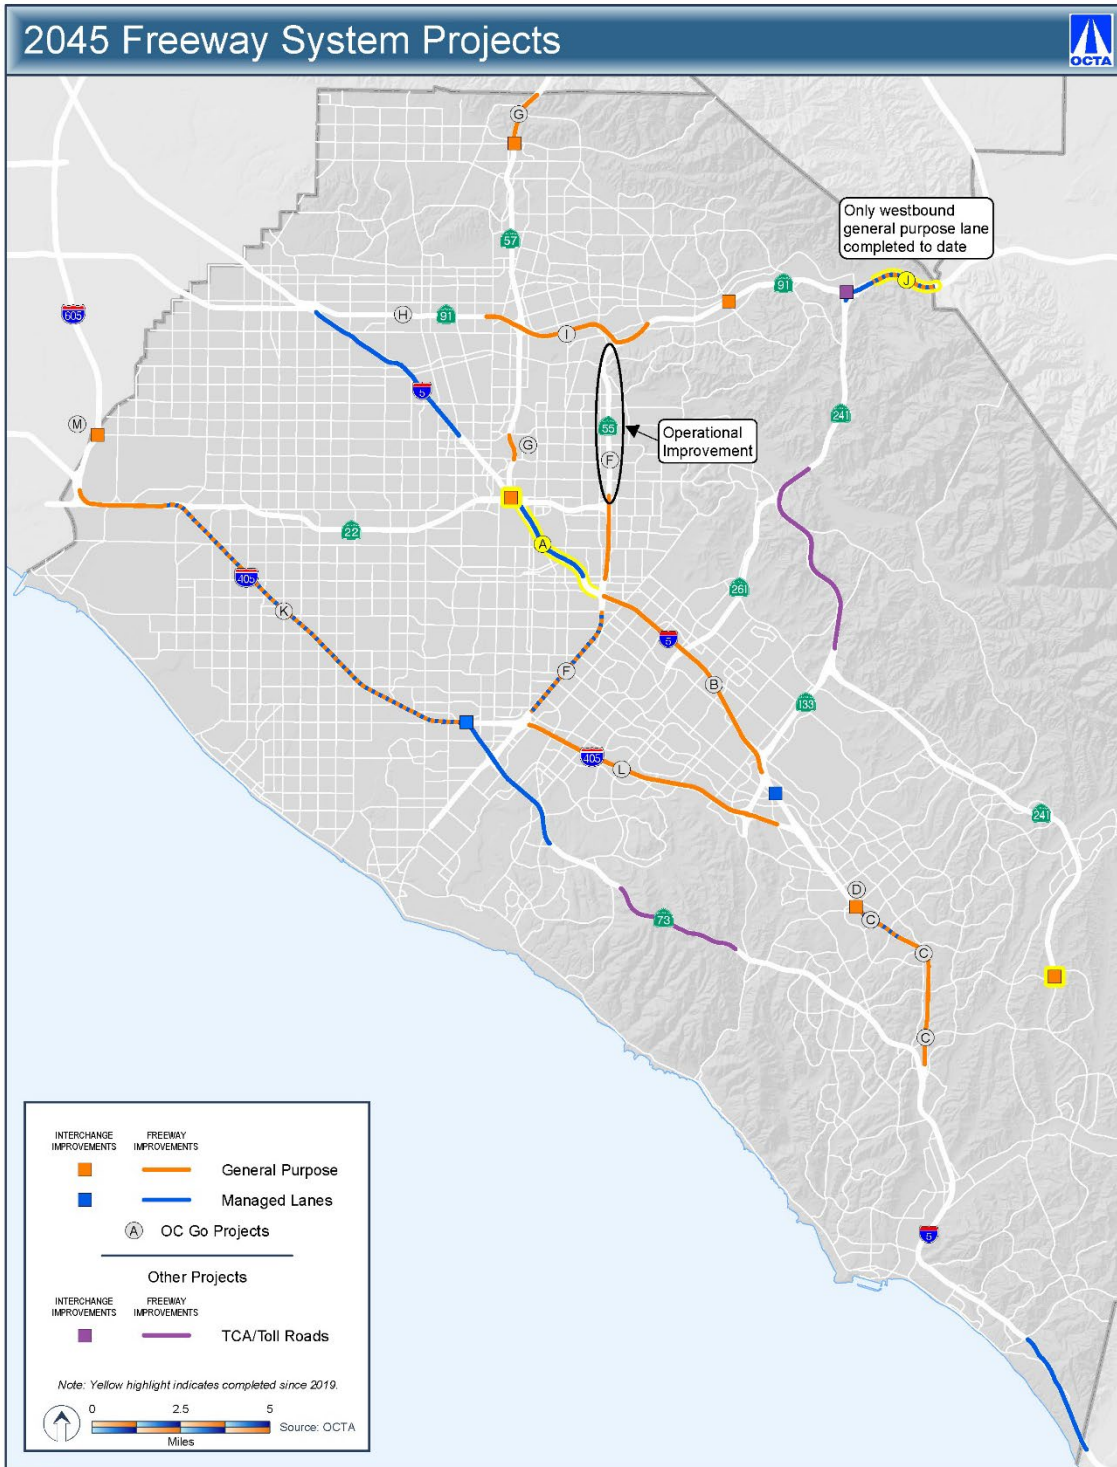 2045 Freeway System Projects
OCTA
G
57
Only westbound
general purpose lane
completed to date
91
J
605
H
91
I
5
241
M
55
Operational
Improvement
G
F
22
A
405
261
K
5
F
B
133
405
L
241
D
C
73
C
C
5
INTERCHANGE
IMPROVEMENTS
FREEWAY
IMPROVEMENTS
General Purpose
Managed Lanes
A
OC Go Projects
Other Projects
INTERCHANGE
IMPROVEMENTS
FREEWAY
IMPROVEMENTS
TCA/Toll Roads
Note: Yellow highlight indicates completed since 2019.
0
2.5
5
Miles
Source: OCTA